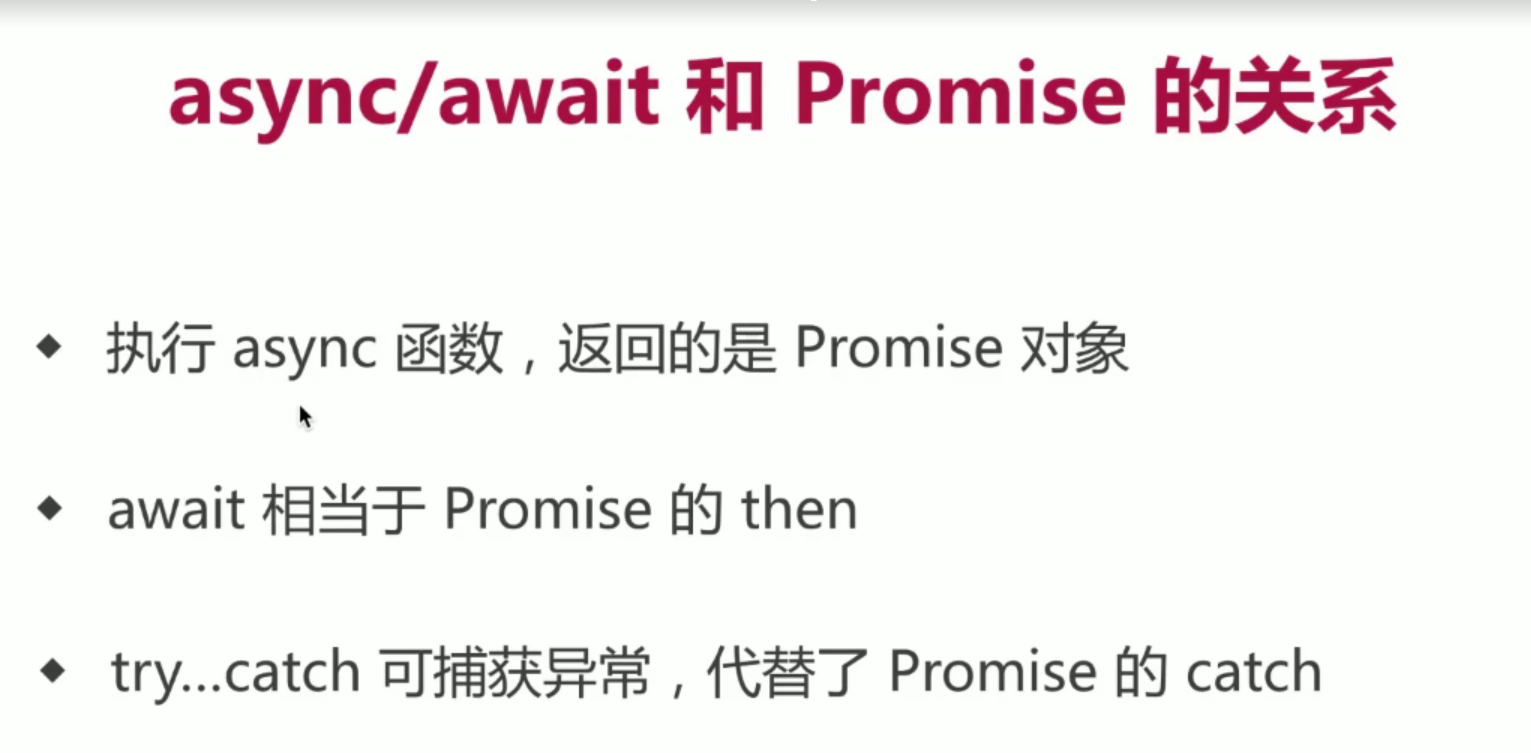 async/await 和 Promise 的关系
◆ 执行 async 函数，返回的是 Promise 对象
◆ await 相当于 Promise 的 then
◆ try...catch 可捕获异常，代替了 Promise 的 catch